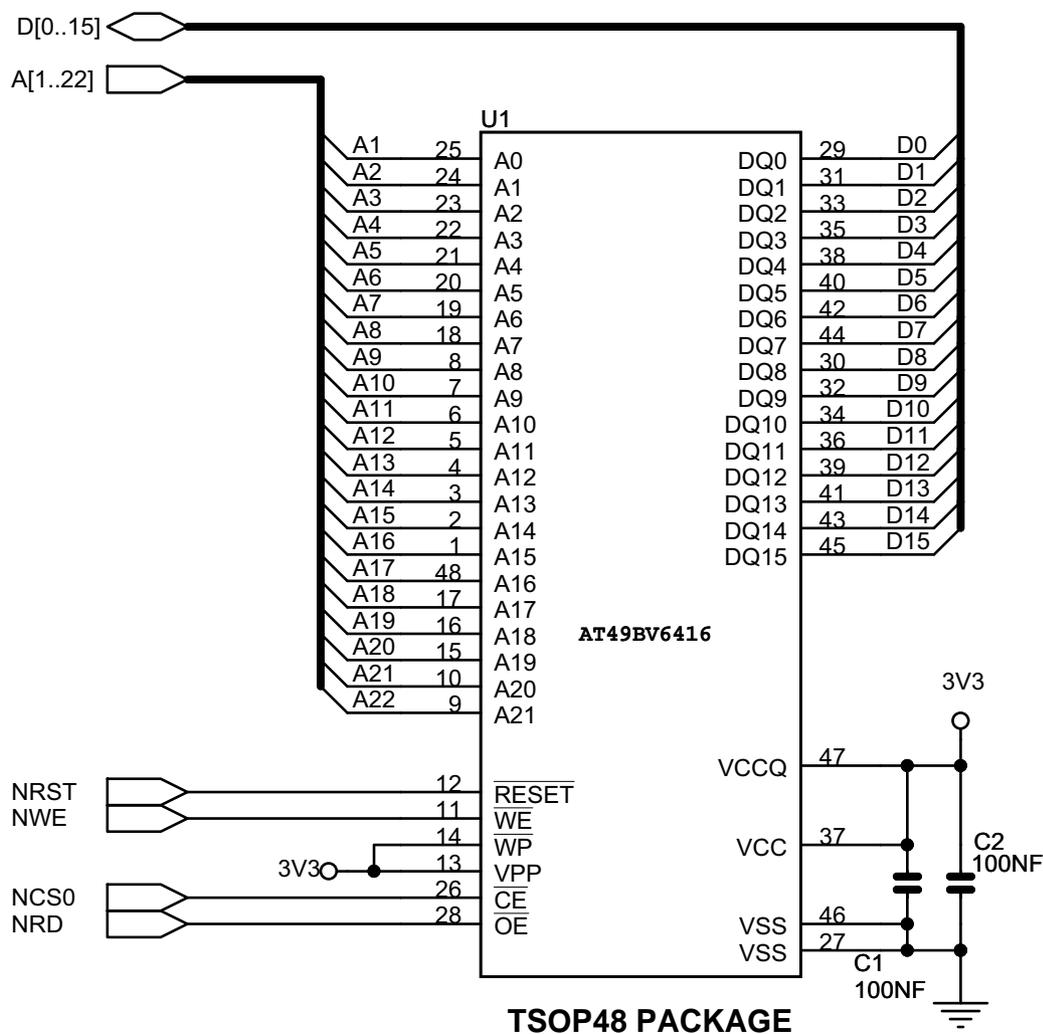 D[0..15]
A[1..22]
U1
A1 25 A0 DQ0 29 D0
A2 24 A1 DQ1 31 D1
A3 23 A2 DQ2 33 D2
A4 22 A3 DQ3 35 D3
A5 21 A4 DQ4 38 D4
A6 20 A5 DQ5 40 D5
A7 19 A6 DQ6 42 D6
A8 18 A7 DQ7 44 D7
A9 8 A8 DQ8 30 D8
A10 7 A9 DQ9 32 D9
A11 6 A10 DQ10 34 D10
A12 5 A11 DQ11 36 D11
A13 4 A12 DQ12 39 D12
A14 3 A13 DQ13 41 D13
A15 2 A14 DQ14 43 D14
A16 1 A15 DQ15 45 D15
A17 48 A16
A18 17 A17
A19 16 A18
A20 15 A19
A21 10 A20
A22 9 A21
AT49BV6416
3V3
VCCQ 47
NRST 12 RESET
NWE 11 WE
14 WP
VCC 37
3V3 13 VPP
C2
100NF
NCS0 26 CE
NRD 28 OE
VSS 46
VSS 27
C1
100NF
TSOP48 PACKAGE